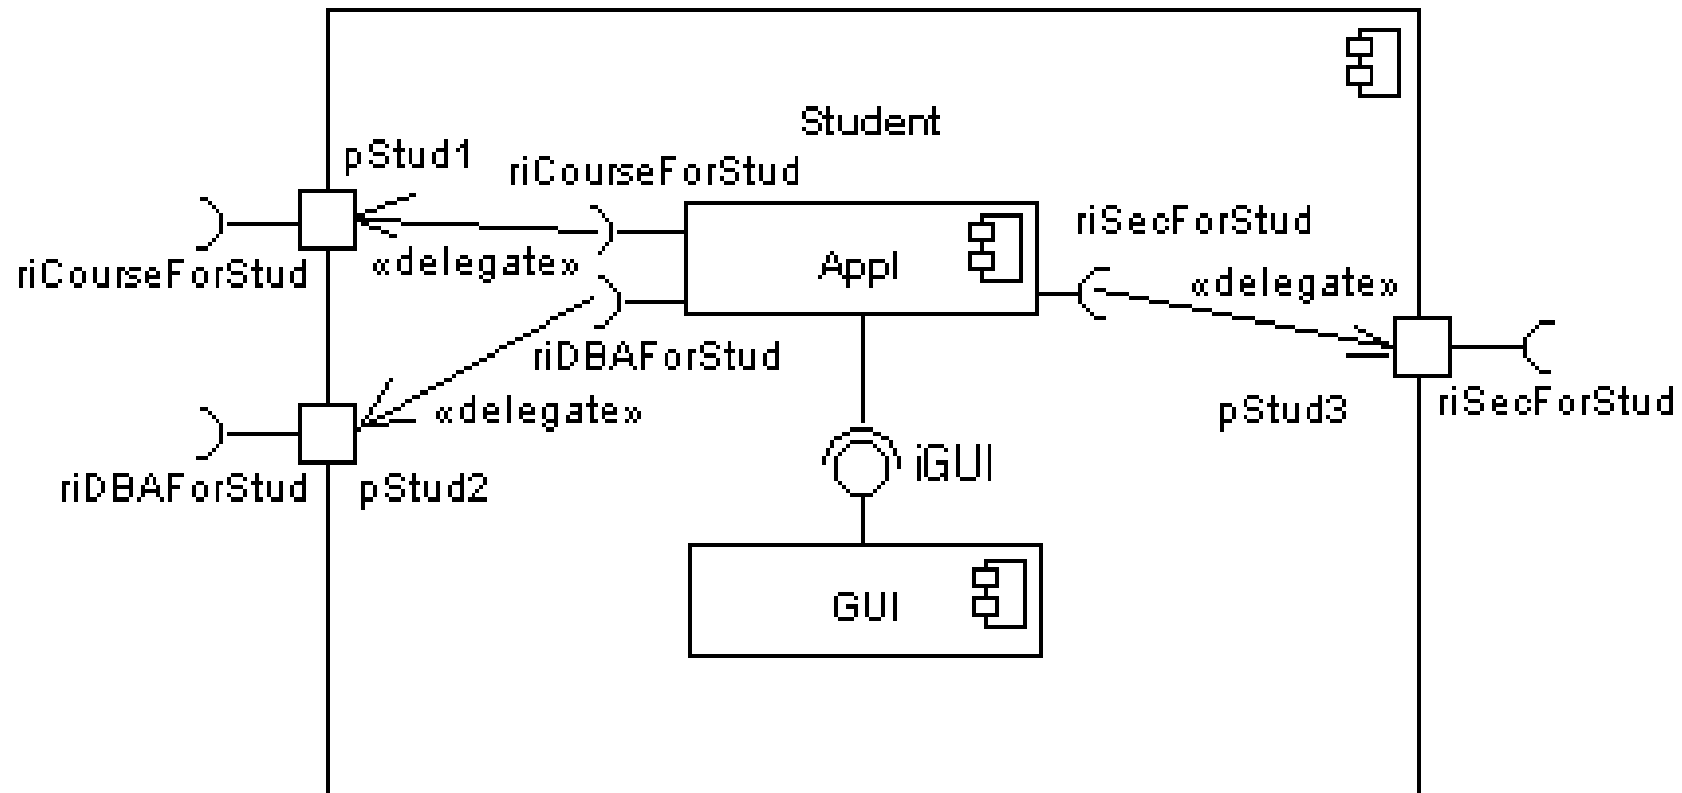 Student
pStud1
riCourseForStud
riSecForStud
Appl
riCourseForStud
«delegate»
«delegate»
riDBAForStud
riSecForStud
pStud3
«delegate»
iGUI
riDBAForStud
pStud2
GUI